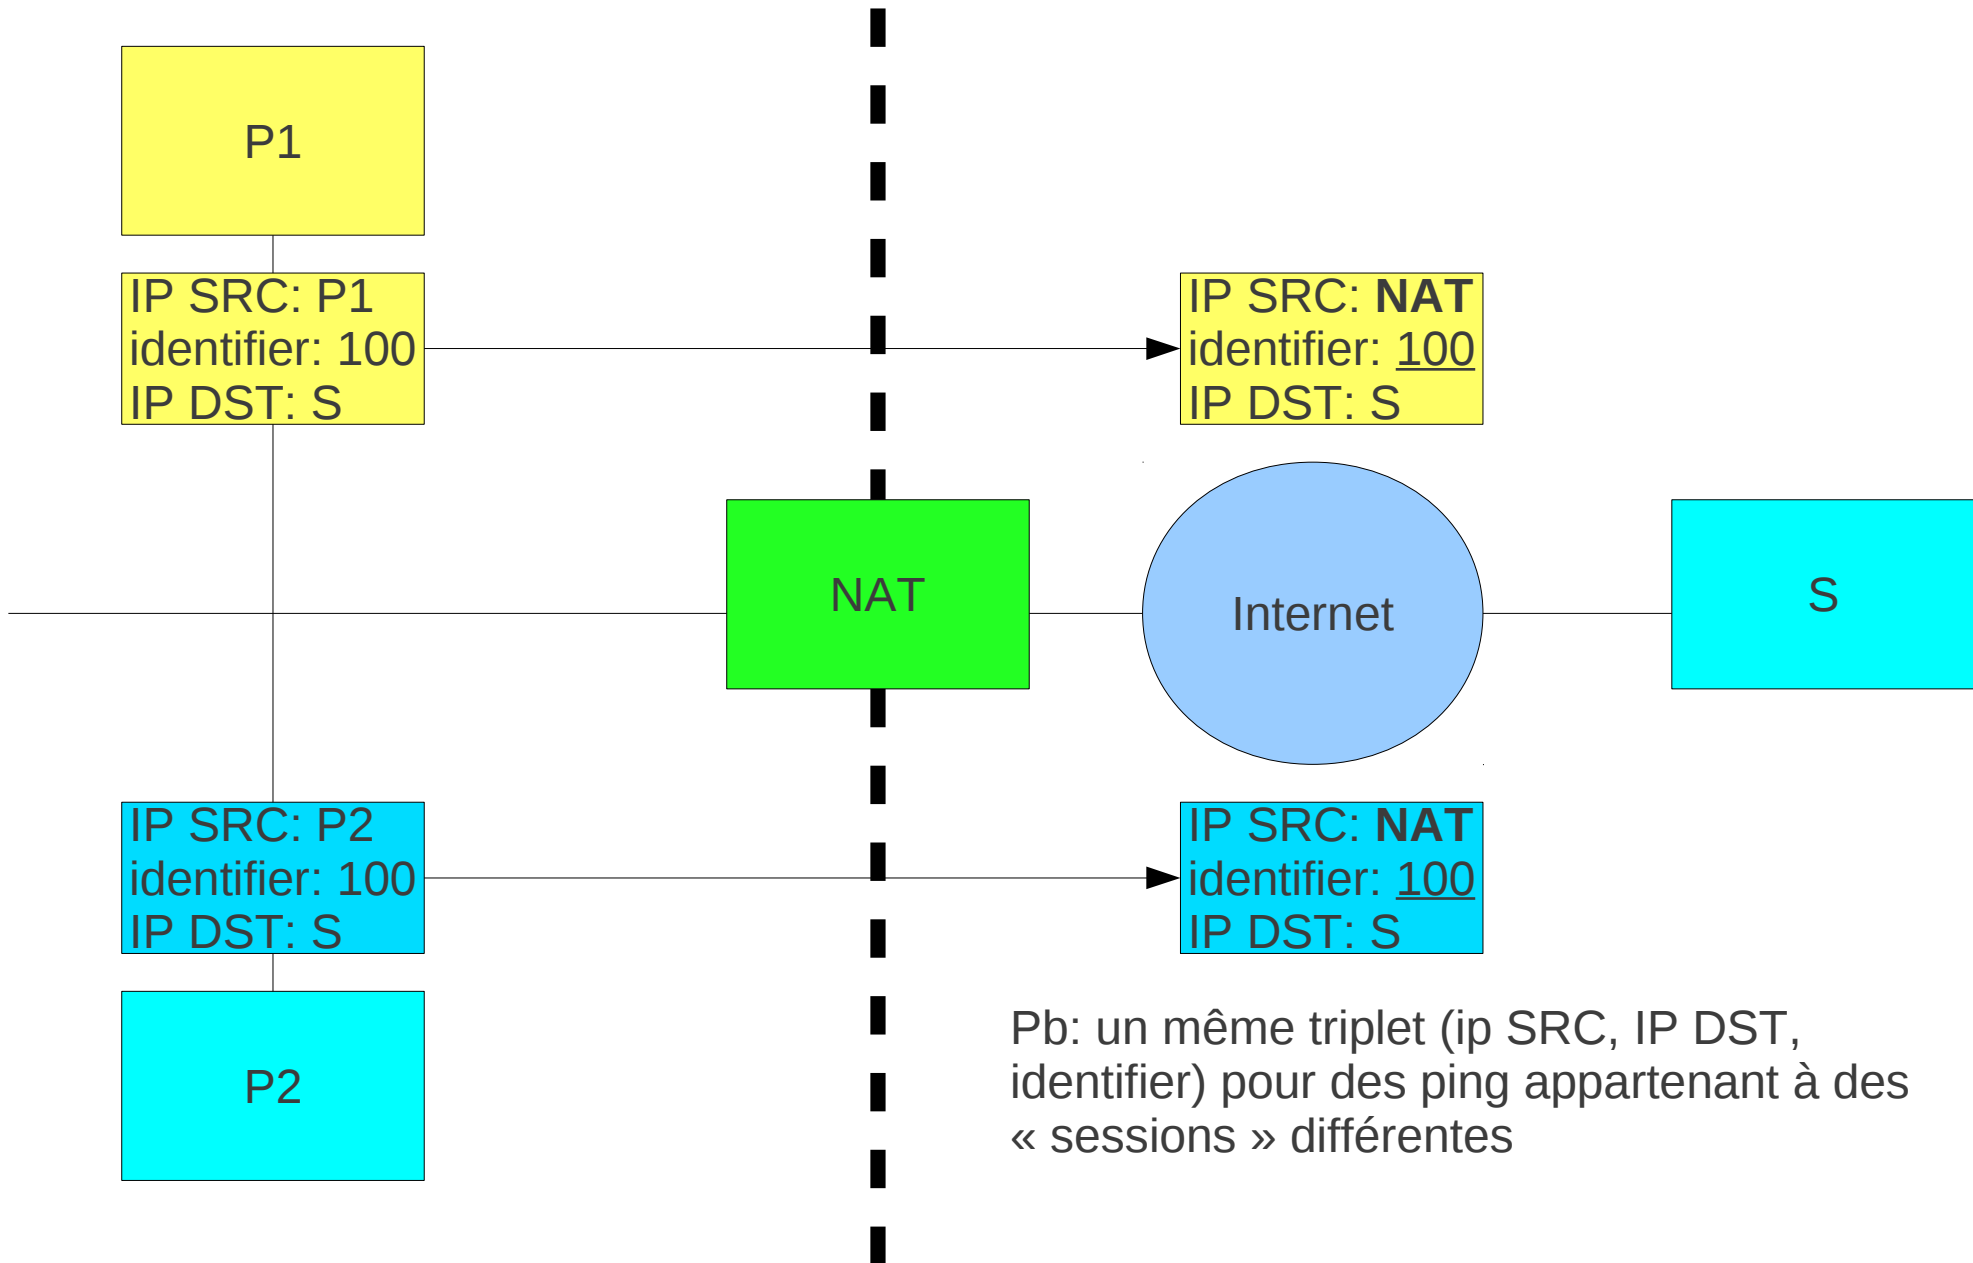 P1
IP SRC: P1
identifier: 100
IP DST: S
IP SRC: NAT
identifier: 100
IP DST: S
NAT
Internet
S
IP SRC: P2
identifier: 100
IP DST: S
IP SRC: NAT
identifier: 100
IP DST: S
P2
Pb: un même triplet (ip SRC, IP DST,
identifier) pour des ping appartenant à des
« sessions » différentes